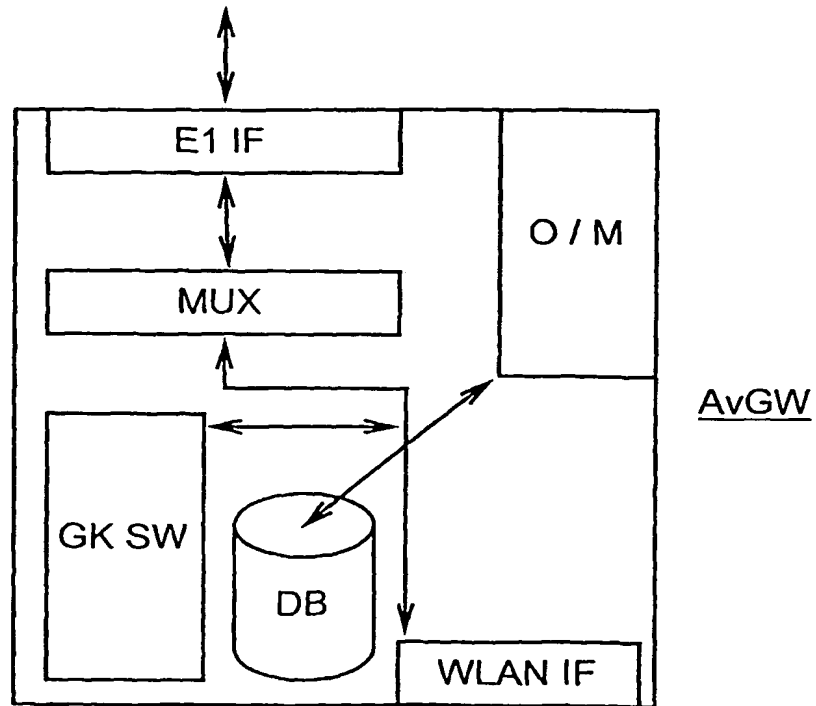 E1 IF
O / M
MUX
AvGW
GK SW
DB
WLAN IF